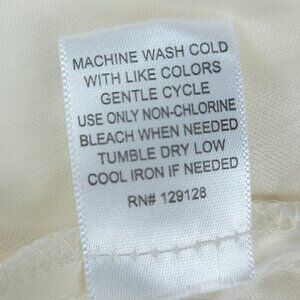 MACHINE WASH COLD
WITH LIKE COLORS
GENTLE CYCLE
USE ONLY NON-CHLORINE
BLEACH WHEN NEEDED
TUMBLE DRY LOW
COOL IRON IF NEEDED
RN# 129128